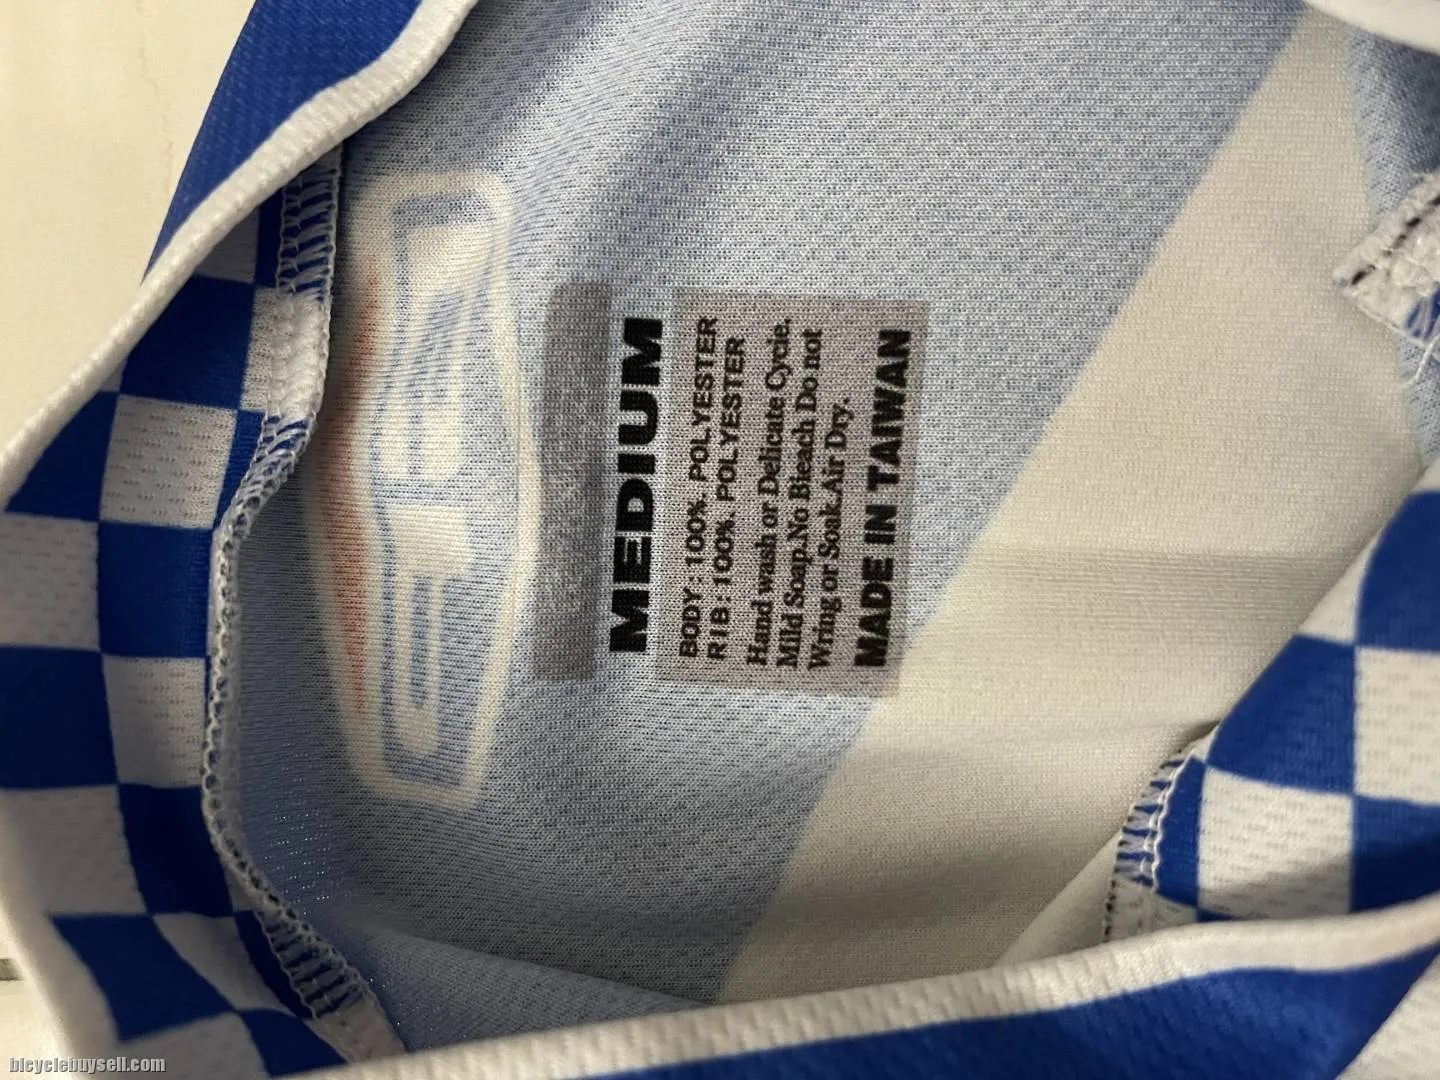 MEDIUM
BODY : 100%. POLYESTER
RIB : 100%. POLYESTER
Hand wash or Delicate Cycle.
Mild Soap.No Bleach Do not
Wring or Soak.Air Dry.
MADE IN TAIWAN
bicyclebuysell.com